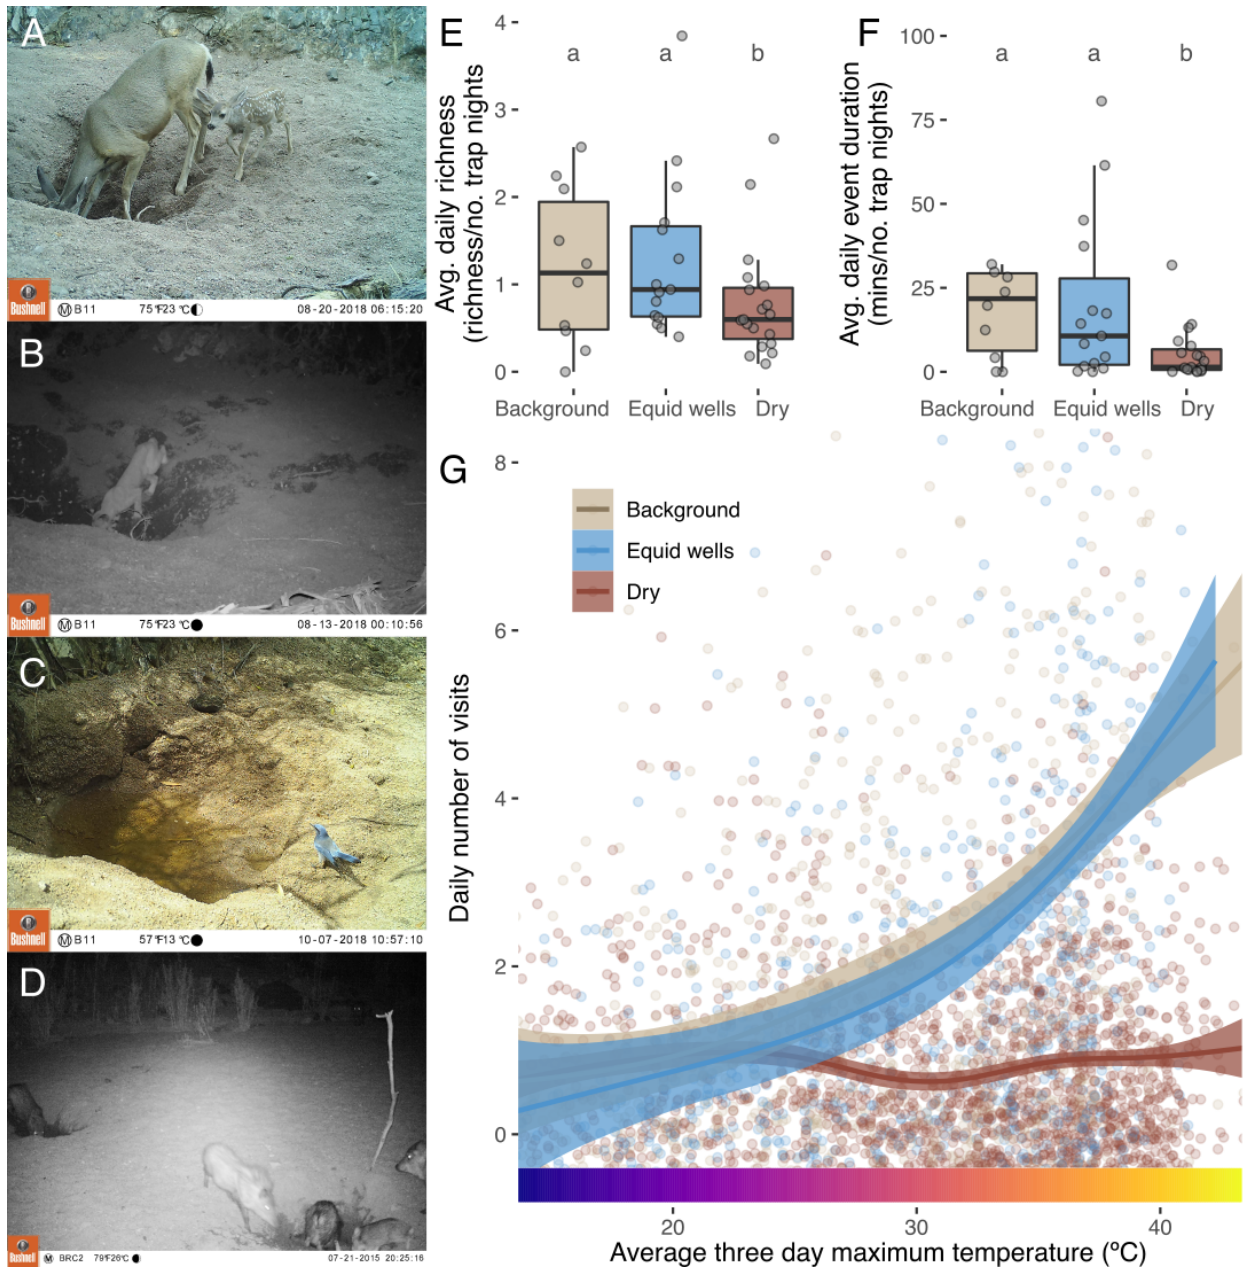 A
Bushnell
M B11 75°F23 °C 08-20-2018 06:15:20
B
Bushnell
M B11 75°F23 °C 08-13-2018 00:10:56
C
Bushnell
M B11 57°F13 °C 10-07-2018 10:57:10
D
Bushnell
M BRC2 79°F26°C 07-21-2015 20:25:16
E
Avg. daily richness
(richness/no. trap nights
4
3
2
1
0
a a b
Background Equid wells Dry
F
Avg. daily event duration
(mins/no. trap nights)
100
75
50
25
0
a a b
Background Equid wells Dry
G
Daily number of visits
8
6
4
2
0
Background
Equid wells
Dry
20 30 40
Average three day maximum temperature (ºC)